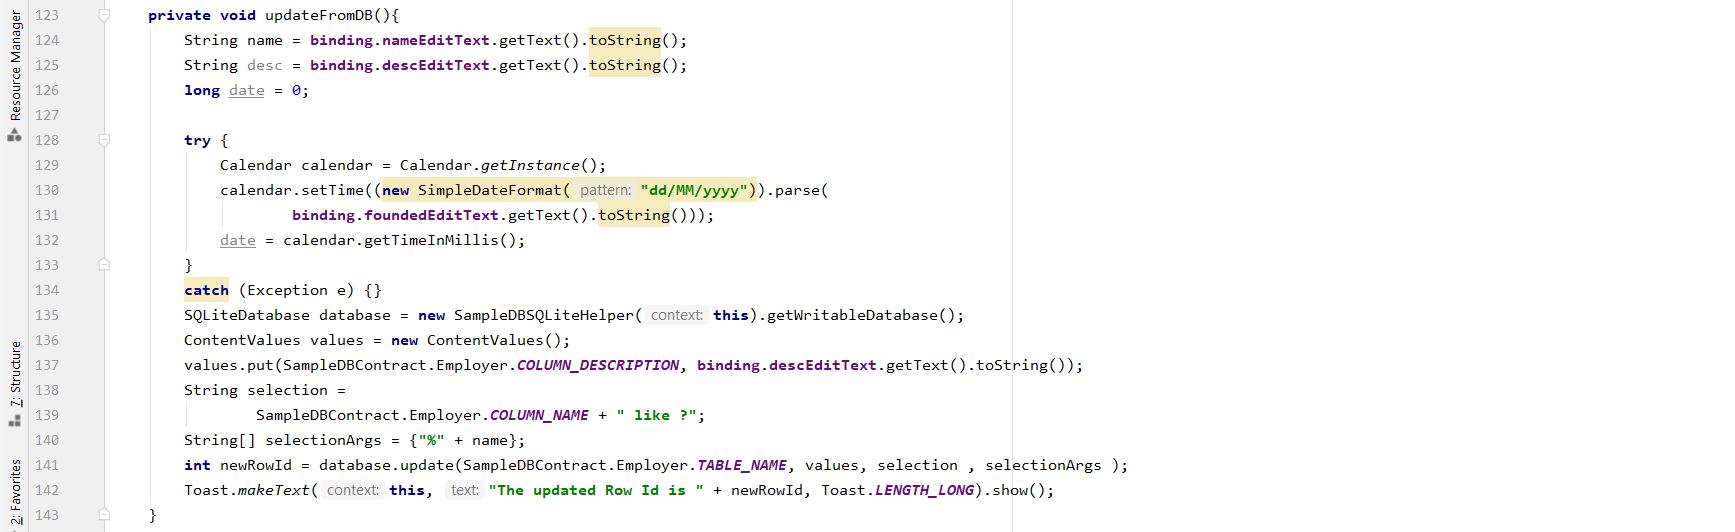 Resource Manager
7: Structure
2: Favorites
123 private void updateFromDB(){
124 String name = binding.nameEditText.getText().toString();
125 String desc = binding.descEditText.getText().toString();
126 long date = 0;
127
128 try {
129 Calendar calendar = Calendar.getInstance();
130 calendar.setTime((new SimpleDateFormat( pattern: "dd/MM/yyyy")).parse(
131 binding.foundedEditText.getText().toString()));
132 date = calendar.getTimeInMillis();
133 }
134 catch (Exception e) {}
135 SQLiteDatabase database = new SampleDBSQLiteHelper( context: this).getWritableDatabase();
136 ContentValues values = new ContentValues();
137 values.put(SampleDBContract.Employer.COLUMN_DESCRIPTION, binding.descEditText.getText().toString());
138 String selection =
139 SampleDBContract.Employer.COLUMN_NAME + " like ?";
140 String[] selectionArgs = {"%" + name};
141 int newRowId = database.update(SampleDBContract.Employer.TABLE_NAME, values, selection , selectionArgs );
142 Toast.makeText( context: this, text: "The updated Row Id is " + newRowId, Toast.LENGTH_LONG).show();
143 }